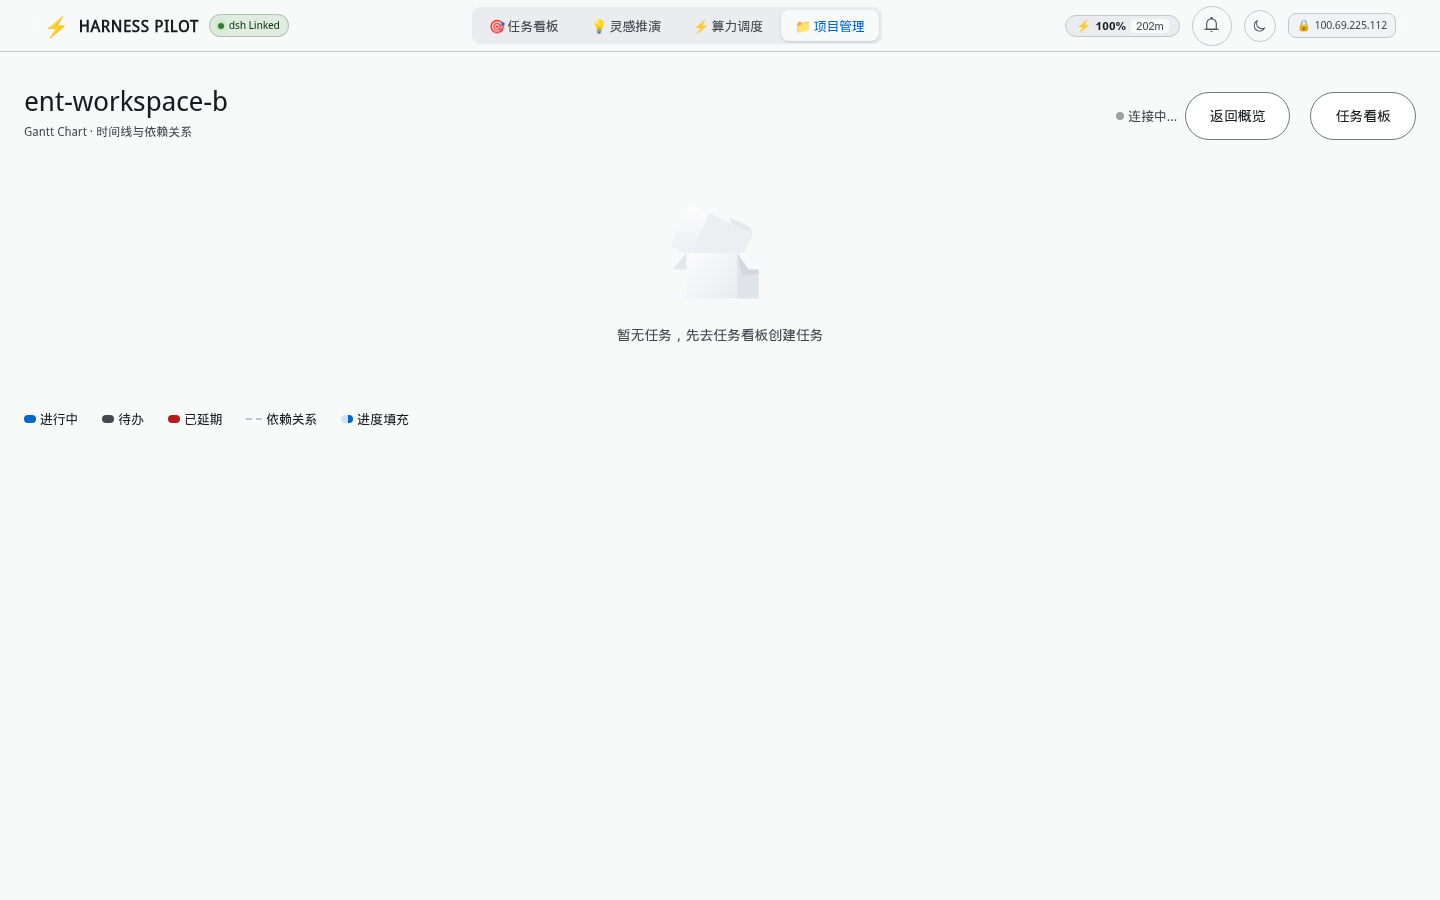 HARNESS PILOT
dsh Linked
任务看板
灵感推演
算力调度
项目管理
100% 202m
100.69.225.112
ent-workspace-b
Gantt Chart · 时间线与依赖关系
连接中...
返回概览
任务看板
暂无任务，先去任务看板创建任务
进行中
待办
已延期
依赖关系
进度填充